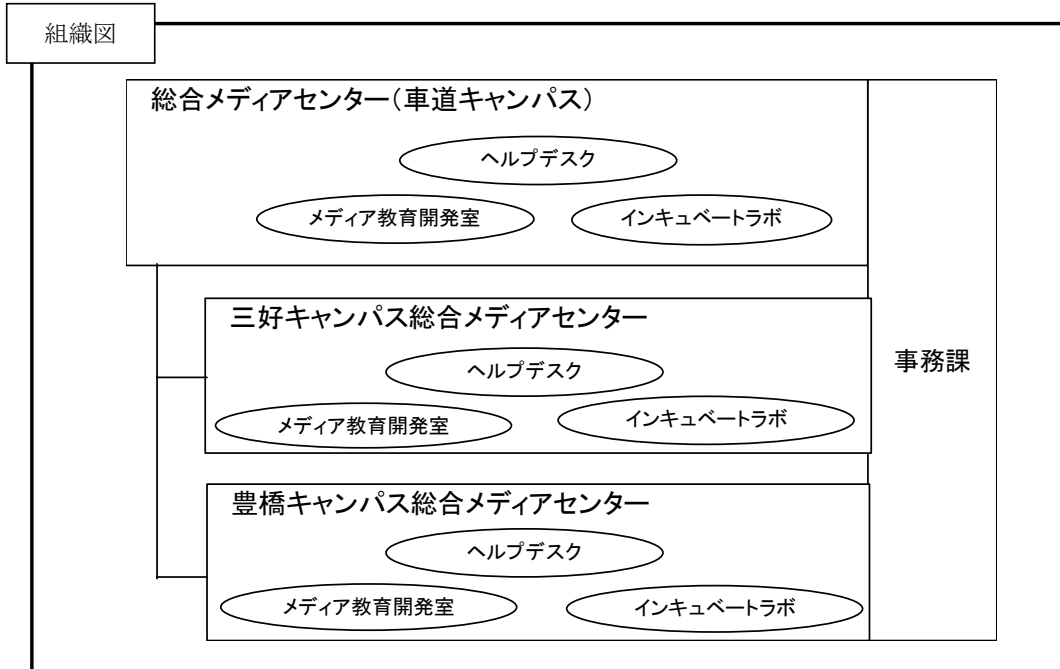 組織図
総合メディアセンター(車道キャンパス)
ヘルプデスク
メディア教育開発室
インキュベートラボ
三好キャンパス総合メディアセンター
ヘルプデスク
メディア教育開発室
インキュベートラボ
豊橋キャンパス総合メディアセンター
ヘルプデスク
メディア教育開発室
インキュベートラボ
事務課